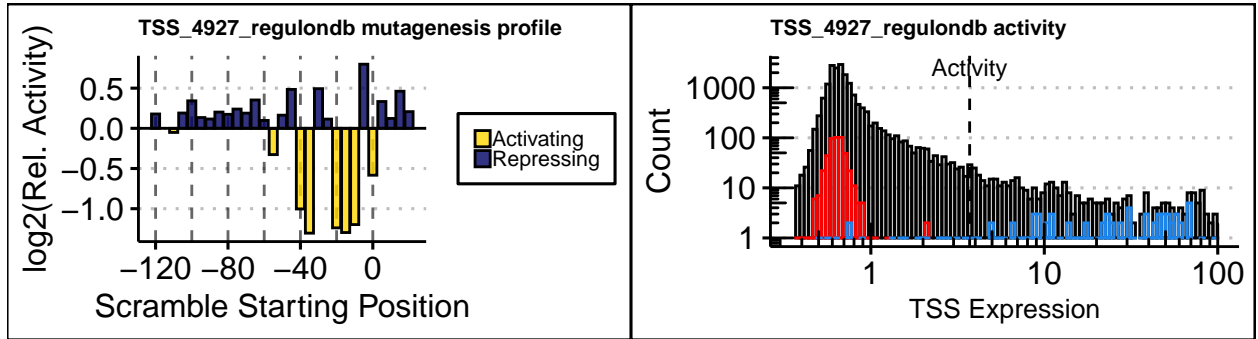 TSS_4927_regulondb mutagenesis profile
log2(Rel. Activity)
0.5
0.0
−0.5
−1.0
−120
−80
−40
0
Scramble Starting Position
Activating
Repressing
TSS_4927_regulondb activity
Activity
Count
1000
100
10
1
1
10
100
TSS Expression